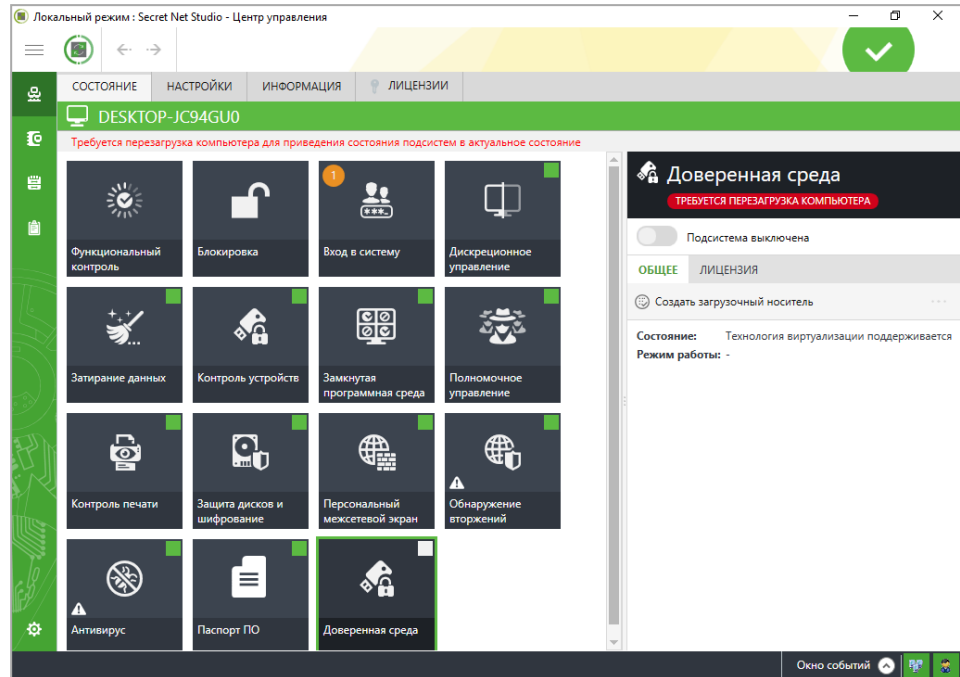 Локальный режим : Secret Net Studio - Центр управления
СОСТОЯНИЕ НАСТРОЙКИ ИНФОРМАЦИЯ ЛИЦЕНЗИИ
DESKTOP-JC94GU0
Требуется перезагрузка компьютера для приведения состояния подсистем в актуальное состояние
Функциональный
контроль
Блокировка
1
***_
Вход в систему
Дискреционное
управление
Затирание данных
Контроль устройств
Замкнутая
программная среда
Полномочное
управление
Контроль печати
Защита дисков и
шифрование
Персональный
межсетевой экран
Обнаружение
вторжений
Антивирус
Паспорт ПО
Доверенная среда
Доверенная среда
ТРЕБУЕТСЯ ПЕРЕЗАГРУЗКА КОМПЬЮТЕРА
Подсистема выключена
ОБЩЕЕ ЛИЦЕНЗИЯ
Создать загрузочный носитель
Состояние: Технология виртуализации поддерживается
Режим работы: -
Окно событий